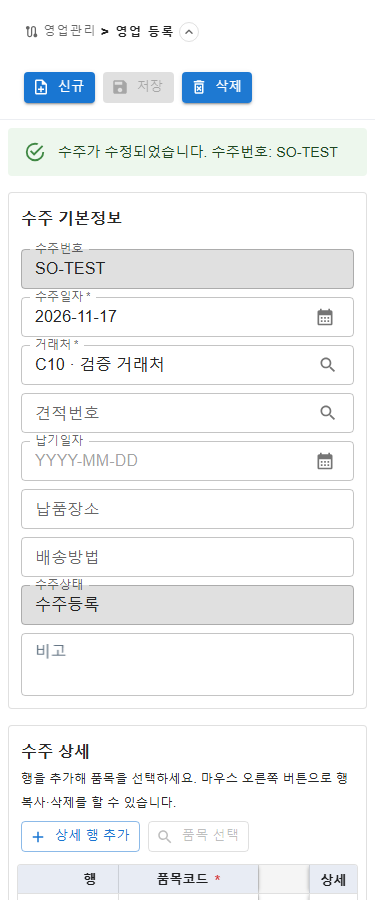 영업관리 > 영업 등록
신규 저장 삭제
수주가 수정되었습니다. 수주번호: SO-TEST
수주 기본정보
수주번호
SO-TEST
수주일자 *
2026-11-17
거래처 *
C10 · 검증 거래처
견적번호
납기일자
YYYY-MM-DD
납품장소
배송방법
수주상태
수주등록
비고
수주 상세
행을 추가해 품목을 선택하세요. 마우스 오른쪽 버튼으로 행
복사·삭제를 할 수 있습니다.
상세 행 추가 품목 선택
행 품목코드 * 상세